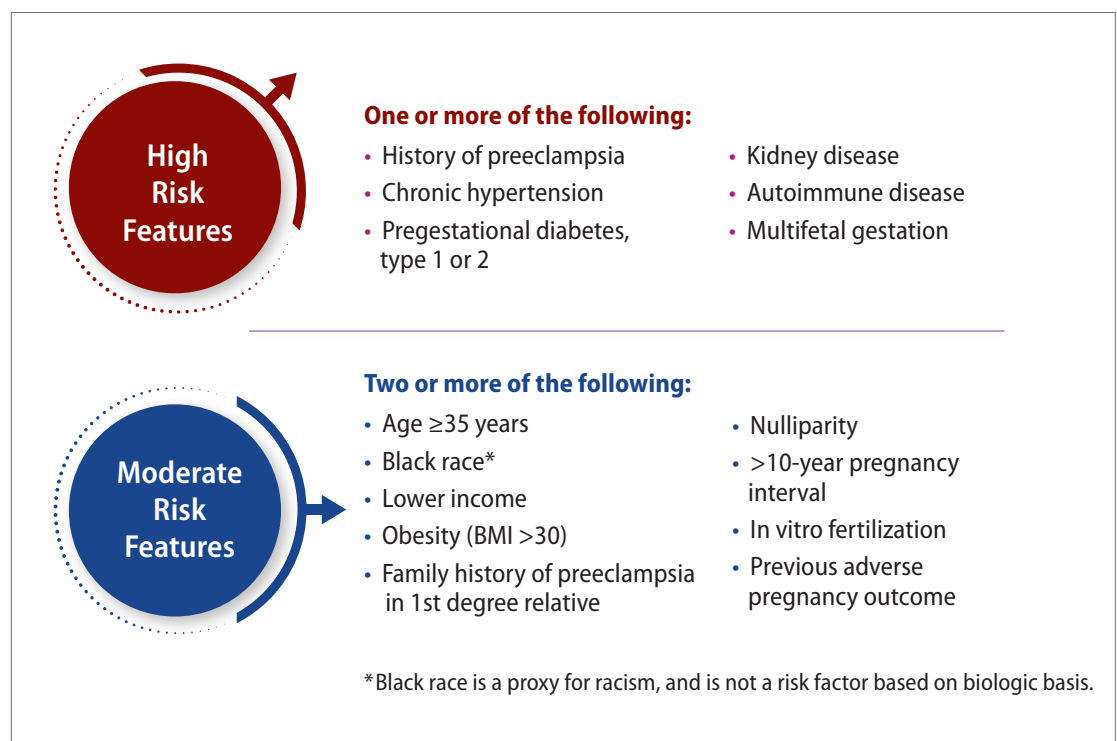 High
Risk
Features
One or more of the following:
• History of preeclampsia
• Chronic hypertension
• Pregestational diabetes,
type 1 or 2
• Kidney disease
• Autoimmune disease
• Multifetal gestation
Moderate
Risk
Features
Two or more of the following:
• Age ≥35 years
• Black race*
• Lower income
• Obesity (BMI >30)
• Family history of preeclampsia
in 1st degree relative
• Nulliparity
• >10-year pregnancy
interval
• In vitro fertilization
• Previous adverse
pregnancy outcome
*Black race is a proxy for racism, and is not a risk factor based on biologic basis.